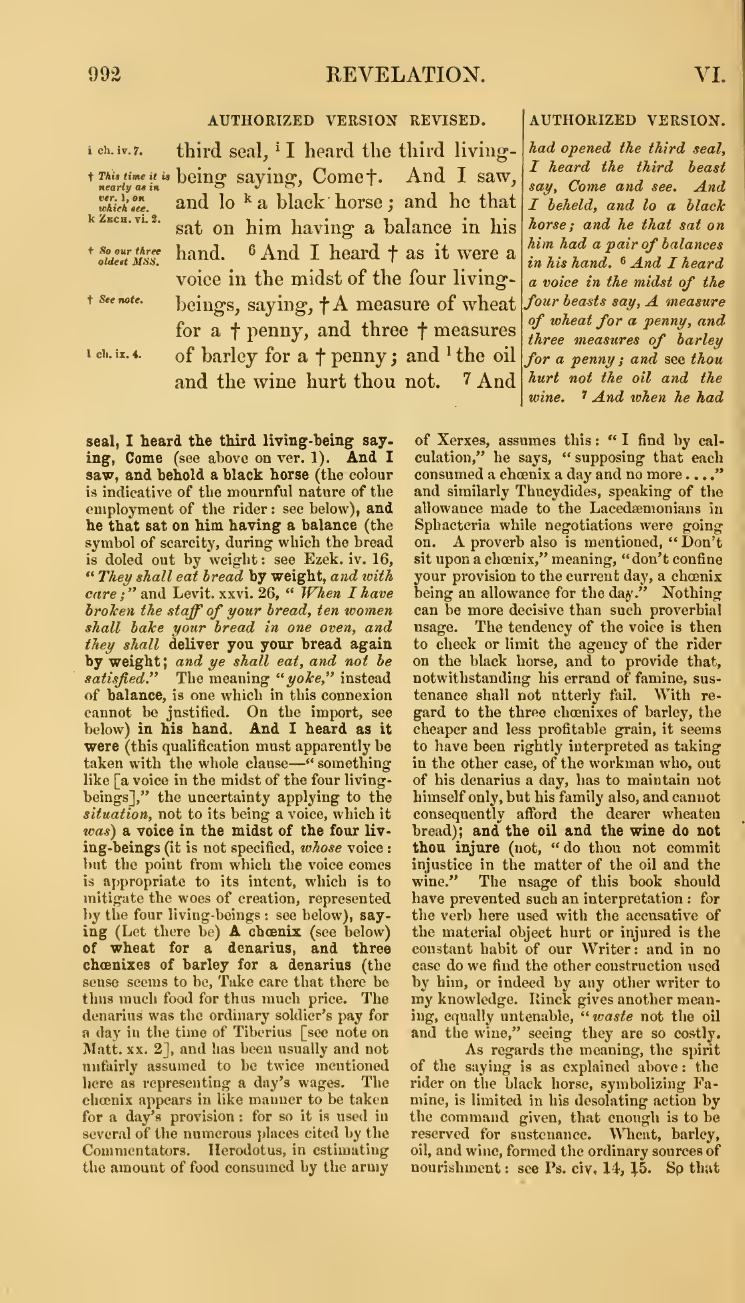 992
REVELATION.
VI.
AUTHORIZED VERSION REVISED.
i ch. iv. 7.
† This time it is
nearly as in
ver. 1, on
which see.
k ZECH. vi. 2.
† So our three
oldest MSS.
† See note.
l ch. ix. 4.
third seal, i I heard the third living-
being saying, Come†. And I saw,
and lo k a black horse; and he that
sat on him having a balance in his
hand. 6 And I heard † as it were a
voice in the midst of the four living-
beings, saying, † A measure of wheat
for a † penny, and three † measures
of barley for a † penny; and l the oil
and the wine hurt thou not. 7 And
AUTHORIZED VERSION.
had opened the third seal,
I heard the third beast
say, Come and see. And
I beheld, and lo a black
horse; and he that sat on
him had a pair of balances
in his hand. 6 And I heard
a voice in the midst of the
four beasts say, A measure
of wheat for a penny, and
three measures of barley
for a penny; and see thou
hurt not the oil and the
wine. 7 And when he had
seal, I heard the third living-being say-
ing, Come (see above on ver. 1). And I
saw, and behold a black horse (the colour
is indicative of the mournful nature of the
employment of the rider: see below), and
he that sat on him having a balance (the
symbol of scarcity, during which the bread
is doled out by weight: see Ezek. iv. 16,
“They shall eat bread by weight, and with
care;” and Levit. xxvi. 26, “When I have
broken the staff of your bread, ten women
shall bake your bread in one oven, and
they shall deliver you your bread again
by weight; and ye shall eat, and not be
satisfied.” The meaning “yoke,” instead
of balance, is one which in this connexion
cannot be justified. On the import, see
below) in his hand. And I heard as it
were (this qualification must apparently be
taken with the whole clause—“something
like [a voice in the midst of the four living-
beings],” the uncertainty applying to the
situation, not to its being a voice, which it
was) a voice in the midst of the four liv-
ing-beings (it is not specified, whose voice:
but the point from which the voice comes
is appropriate to its intent, which is to
mitigate the woes of creation, represented
by the four living-beings: see below), say-
ing (Let there be) A chœnix (see below)
of wheat for a denarius, and three
chœnixes of barley for a denarius (the
sense seems to be, Take care that there be
thus much food for thus much price. The
denarius was the ordinary soldier's pay for
a day in the time of Tiberius [see note on
Matt. xx. 2], and has been usually and not
unfairly assumed to be twice mentioned
here as representing a day's wages. The
chœnix appears in like manner to be taken
for a day's provision: for so it is used in
several of the numerous places cited by the
Commentators. Herodotus, in estimating
the amount of food consumed by the army
of Xerxes, assumes this: “I find by cal-
culation,” he says, “supposing that each
consumed a chœnix a day and no more . . . .”
and similarly Thucydides, speaking of the
allowance made to the Lacedæmonians in
Sphacteria while negotiations were going
on. A proverb also is mentioned, “Don't
sit upon a chœnix,” meaning, “don't confine
your provision to the current day, a chœnix
being an allowance for the day.” Nothing
can be more decisive than such proverbial
usage. The tendency of the voice is then
to check or limit the agency of the rider
on the black horse, and to provide that,
notwithstanding his errand of famine, sus-
tenance shall not utterly fail. With re-
gard to the three chœnixes of barley, the
cheaper and less profitable grain, it seems
to have been rightly interpreted as taking
in the other case, of the workman who, out
of his denarius a day, has to maintain not
himself only, but his family also, and cannot
consequently afford the dearer wheaten
bread); and the oil and the wine do not
thou injure (not, “do thou not commit
injustice in the matter of the oil and the
wine.” The usage of this book should
have prevented such an interpretation: for
the verb here used with the accusative of
the material object hurt or injured is the
constant habit of our Writer: and in no
case do we find the other construction used
by him, or indeed by any other writer to
my knowledge. Rinck gives another mean-
ing, equally untenable, “waste not the oil
and the wine,” seeing they are so costly.
As regards the meaning, the spirit
of the saying is as explained above: the
rider on the black horse, symbolizing Fa-
mine, is limited in his desolating action by
the command given, that enough is to be
reserved for sustenance. Wheat, barley,
oil, and wine, formed the ordinary sources of
nourishment: see Ps. civ. 14, 15. So that